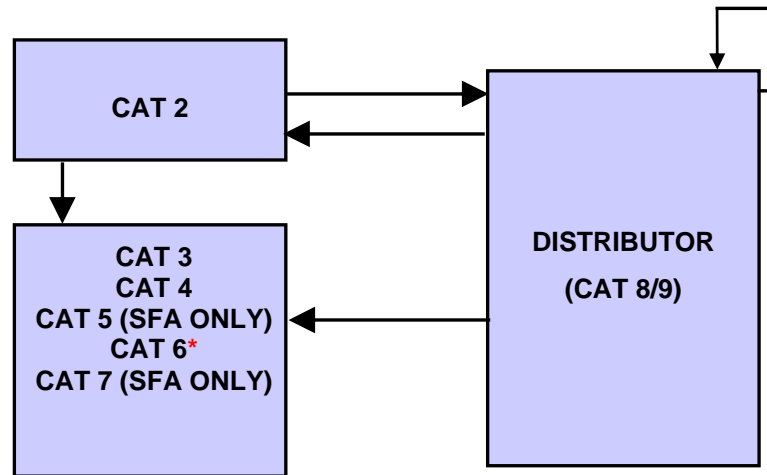 CAT 2
CAT 3
CAT 4
CAT 5 (SFA ONLY)
CAT 6*
CAT 7 (SFA ONLY)
DISTRIBUTOR
(CAT 8/9)